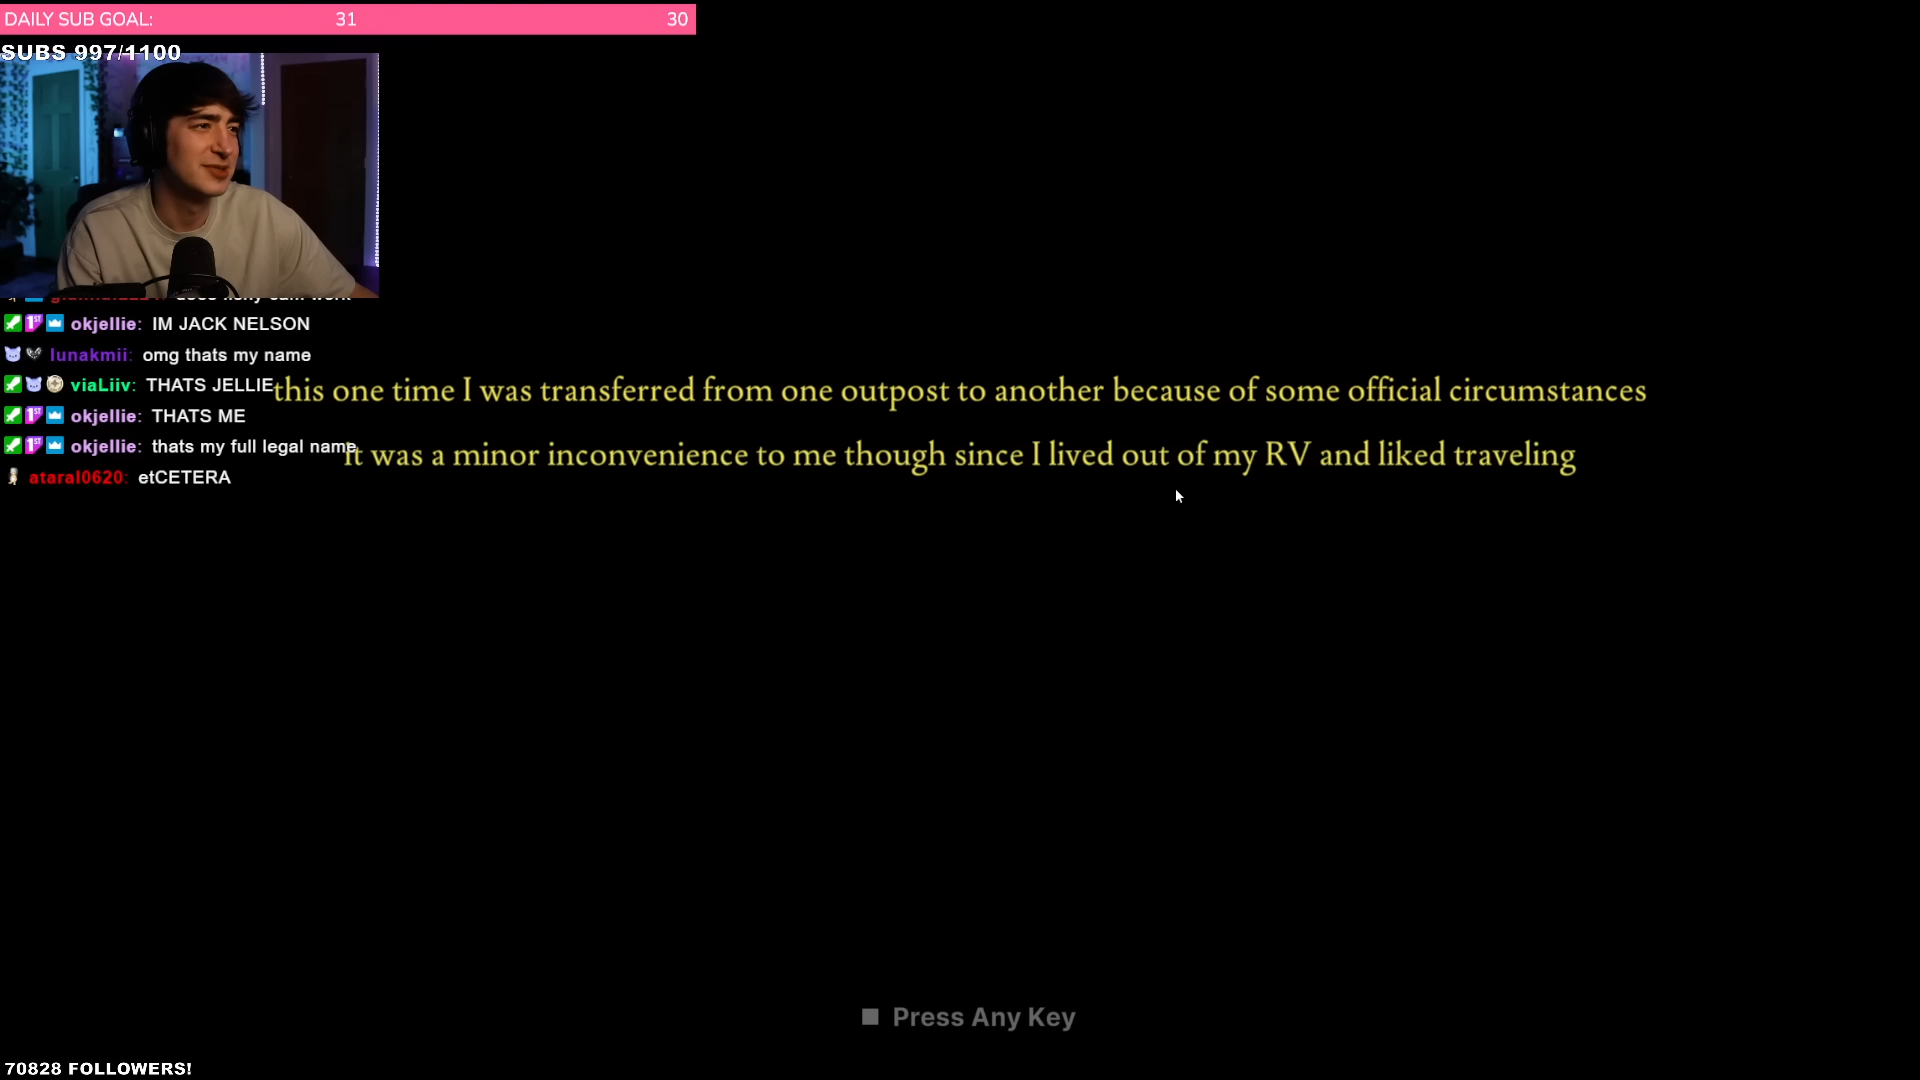 DAILY SUB GOAL: 31 30
SUBS 997/1100
okjellie: IM JACK NELSON
lunakmii: omg thats my name
viaLiiv: THATS JELLIE
okjellie: THATS ME
okjellie: thats my full legal name
ataral0620: etCETERA
this one time I was transferred from one outpost to another because of some official circumstances
it was a minor inconvenience to me though since I lived out of my RV and liked traveling
Press Any Key
70828 FOLLOWERS!